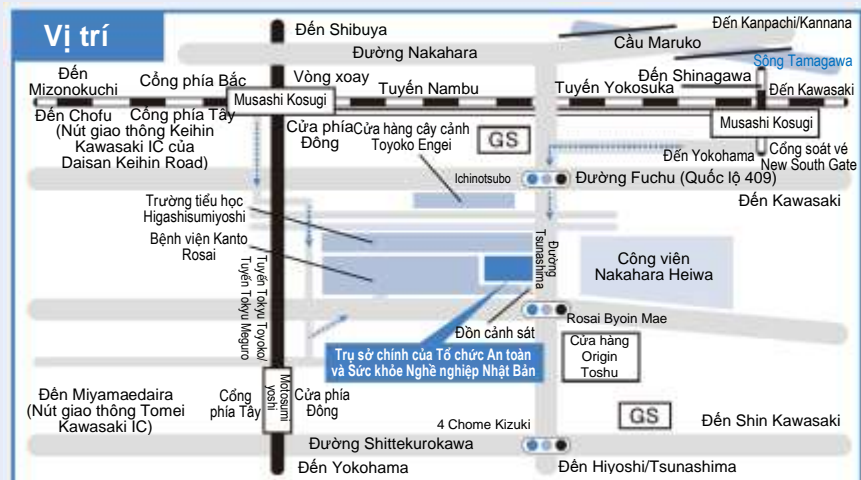 Vị trí
Đến Shibuya
Đường Nakahara
Cầu Maruko
Đến Kanpachi/Kannana
Sông Tamagawa
Đến
Mizonokuchi
Cổng phía Bắc
Vòng xoay
Tuyến Nambu
Tuyến Yokosuka
Đến Shinagawa
Đến Kawasaki
Musashi Kosugi
Musashi Kosugi
Đến Chofu
(Nút giao thông Keihin
Kawasaki IC của
Daisan Keihin Road)
Cổng phía Tây
Cửa phía
Đông
Cửa hàng cây cảnh
Toyoko Engei
GS
Đến Yokohama
Cổng soát vé
New South Gate
Ichinotsubo
Đường Fuchu (Quốc lộ 409)
Đến Kawasaki
Trường tiểu học
Higashisumiyoshi
Bệnh viện Kanto
Rosai
Tuyến Tokyu Toyoko/
Tuyến Tokyu Meguro
Đường
Tsunashima
Công viên
Nakahara Heiwa
Đồn cảnh sát
Rosai Byoin Mae
Trụ sở chính của Tổ chức An toàn
và Sức khỏe Nghề nghiệp Nhật Bản
Cửa hàng
Origin
Toshu
Đến Miyamaedaira
(Nút giao thông Tomei
Kawasaki IC)
Cổng
phía Tây
Motosumi
yoshi
Cửa phía
Đông
GS
4 Chome Kizuki
Đến Shin Kawasaki
Đường Shittekurokawa
Đến Yokohama
Đến Hiyoshi/Tsunashima